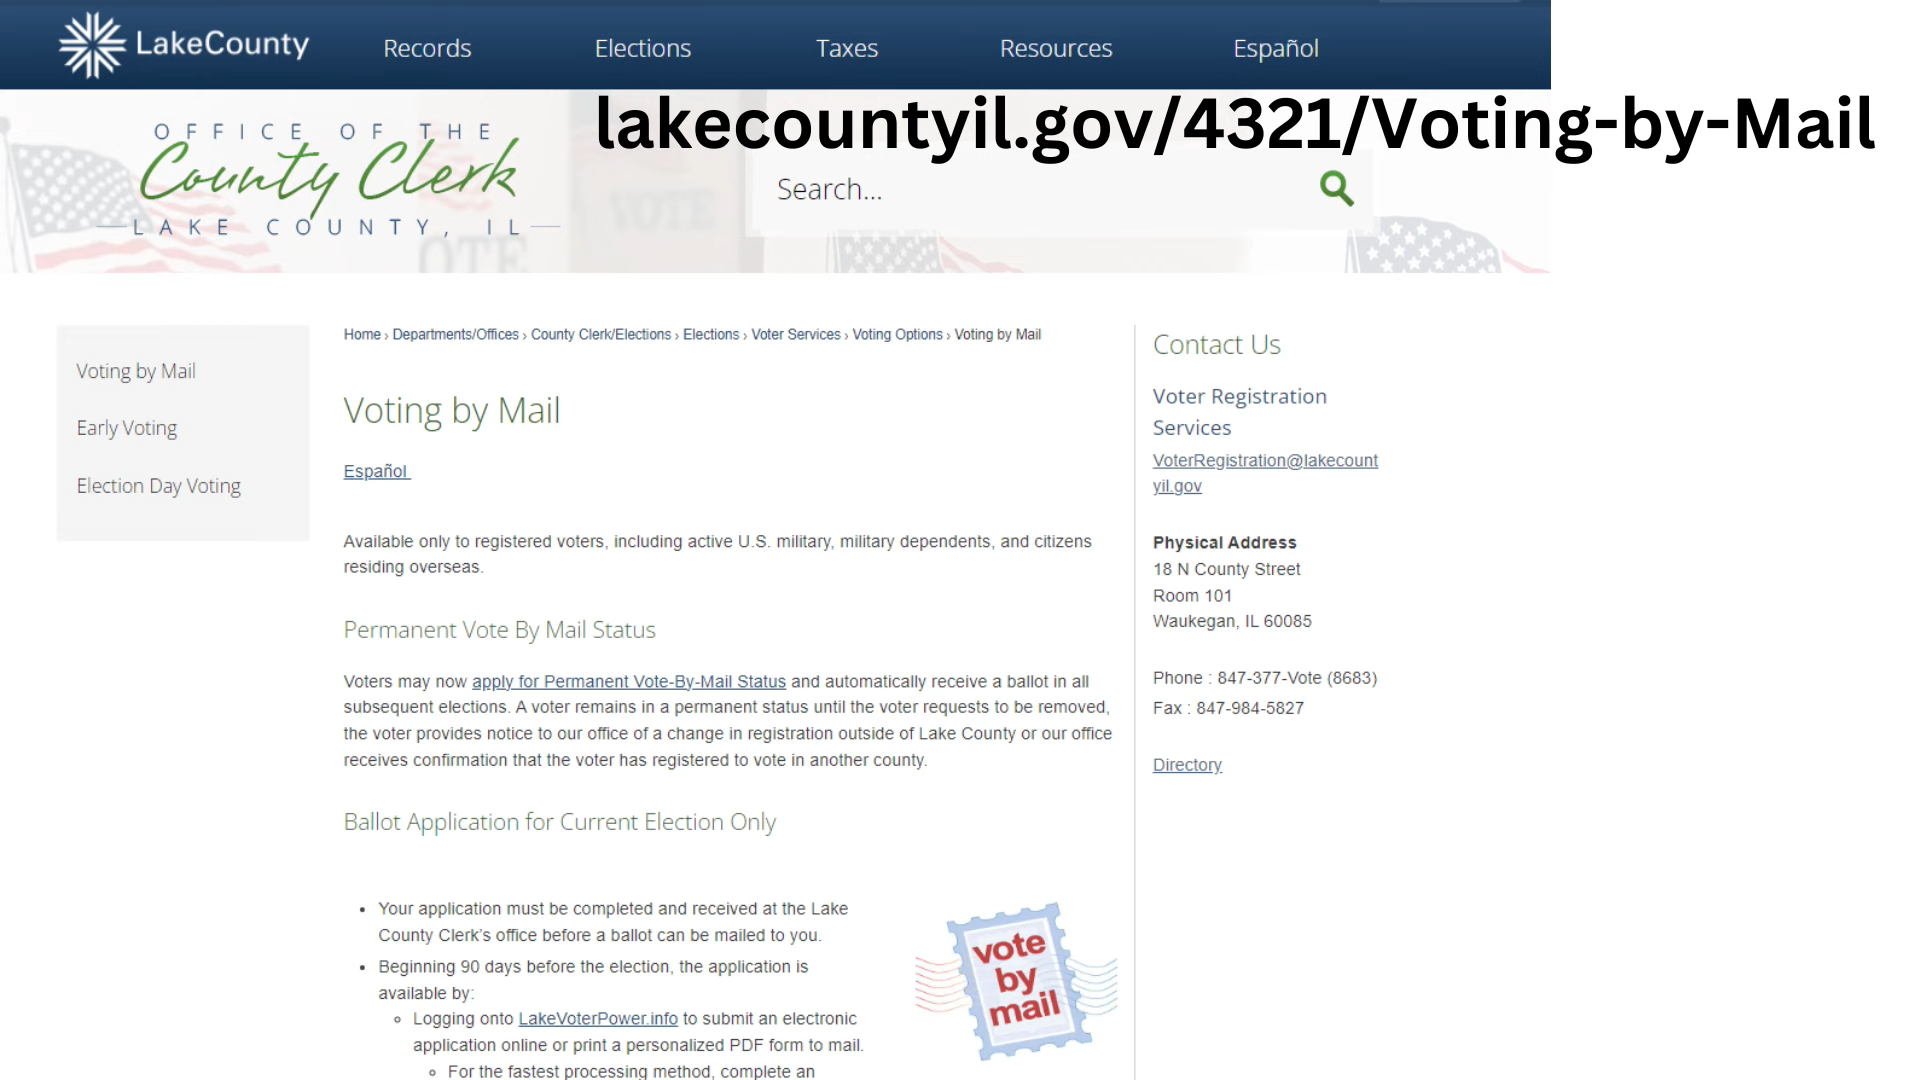 LakeCounty
Records
Elections
Taxes
Resources
Español
lakecountyil.gov/4321/Voting-by-Mail
OFFICE OF THE
County Clerk
LAKE COUNTY, IL
VOTE
OTE
Search...
Voting by Mail
Early Voting
Election Day Voting
Home › Departments/Offices › County Clerk/Elections › Elections › Voter Services › Voting Options › Voting by Mail
Voting by Mail
Español
Available only to registered voters, including active U.S. military, military dependents, and citizens
residing overseas.
Permanent Vote By Mail Status
Voters may now apply for Permanent Vote-By-Mail Status and automatically receive a ballot in all
subsequent elections. A voter remains in a permanent status until the voter requests to be removed,
the voter provides notice to our office of a change in registration outside of Lake County or our office
receives confirmation that the voter has registered to vote in another county.
Ballot Application for Current Election Only
• Your application must be completed and received at the Lake
County Clerk's office before a ballot can be mailed to you.
• Beginning 90 days before the election, the application is
available by:
◦ Logging onto LakeVoterPower.info to submit an electronic
application online or print a personalized PDF form to mail.
◦ For the fastest processing method, complete an
vote
by
mail
Contact Us
Voter Registration
Services
VoterRegistration@lakecount
yil.gov
Physical Address
18 N County Street
Room 101
Waukegan, IL 60085
Phone : 847-377-Vote (8683)
Fax : 847-984-5827
Directory